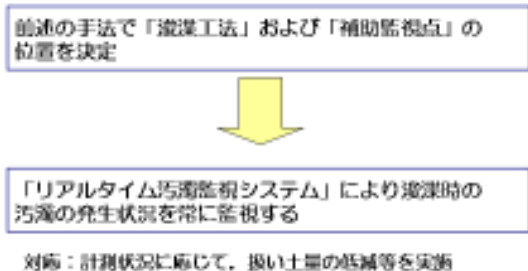 前述の手法で「浚渫工法」および「補助監視点」の
位置を決定
「リアルタイム汚濁監視システム」により浚渫時の
汚濁の発生状況を常に監視する
対応：計測状況に応じて，扱い土量の低減等を実施